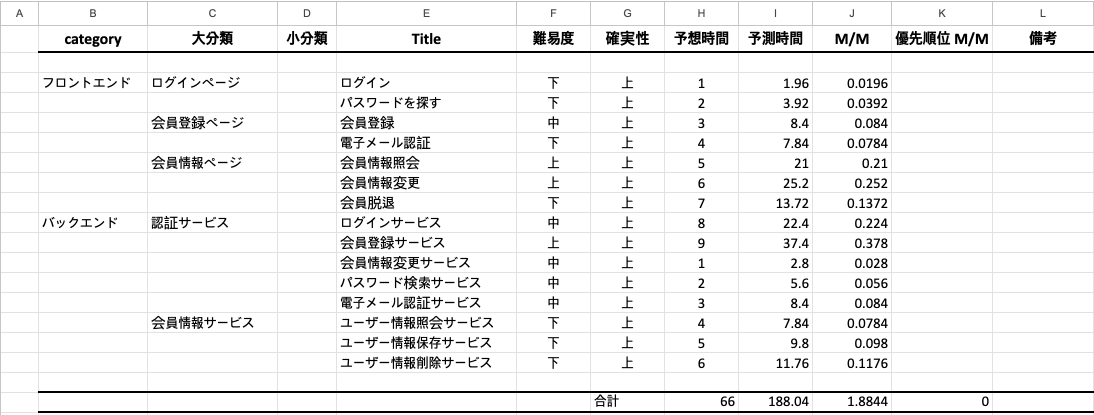 A B C D E F G H I J K L
category 大分類 小分類 Title 難易度 確実性 予想時間 予測時間 M/M 優先順位 M/M 備考
フロントエンド ログインページ ログイン 下 上 1 1.96 0.0196
パスワードを探す 下 上 2 3.92 0.0392
会員登録ページ 会員登録 中 上 3 8.4 0.084
電子メール認証 下 上 4 7.84 0.0784
会員情報ページ 会員情報照会 上 上 5 21 0.21
会員情報変更 上 上 6 25.2 0.252
会員脱退 下 上 7 13.72 0.1372
バックエンド 認証サービス ログインサービス 中 上 8 22.4 0.224
会員登録サービス 上 上 9 37.4 0.378
会員情報変更サービス 中 上 1 2.8 0.028
パスワード検索サービス 中 上 2 5.6 0.056
電子メール認証サービス 中 上 3 8.4 0.084
会員情報サービス ユーザー情報照会サービス 下 上 4 7.84 0.0784
ユーザー情報保存サービス 下 上 5 9.8 0.098
ユーザー情報削除サービス 下 上 6 11.76 0.1176
合計 66 188.04 1.8844 0